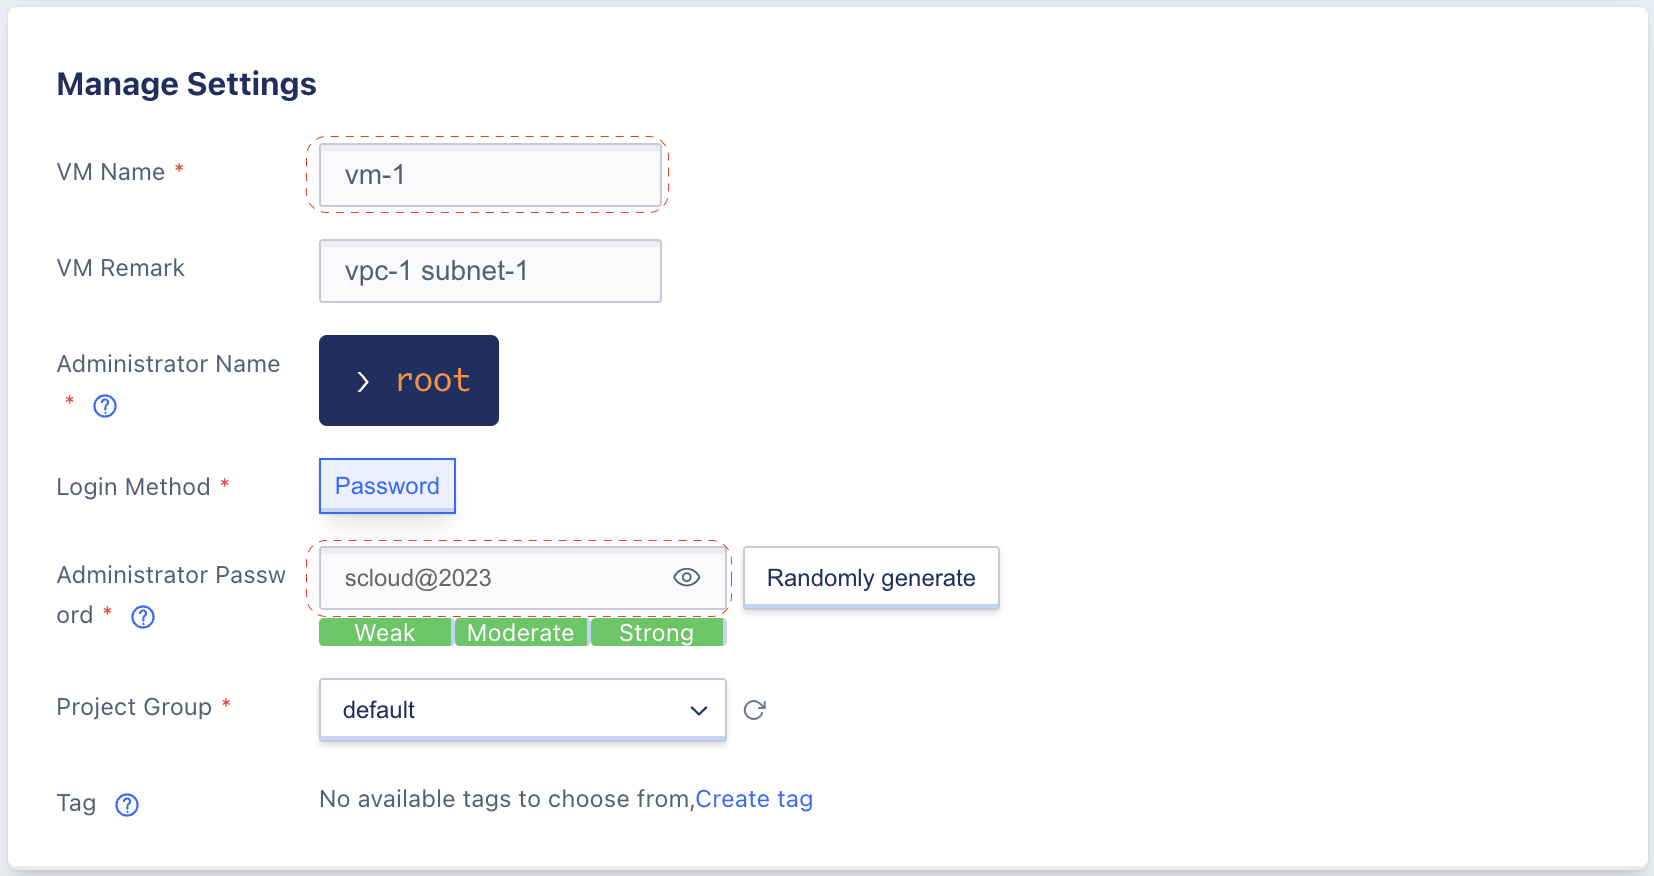 Manage Settings
VM Name *
vm-1
VM Remark
vpc-1 subnet-1
Administrator Name
* ?
> root
Login Method *
Password
Administrator Passw
ord * ?
scloud@2023
Randomly generate
Weak Moderate Strong
Project Group *
default
Tag ?
No available tags to choose from,Create tag